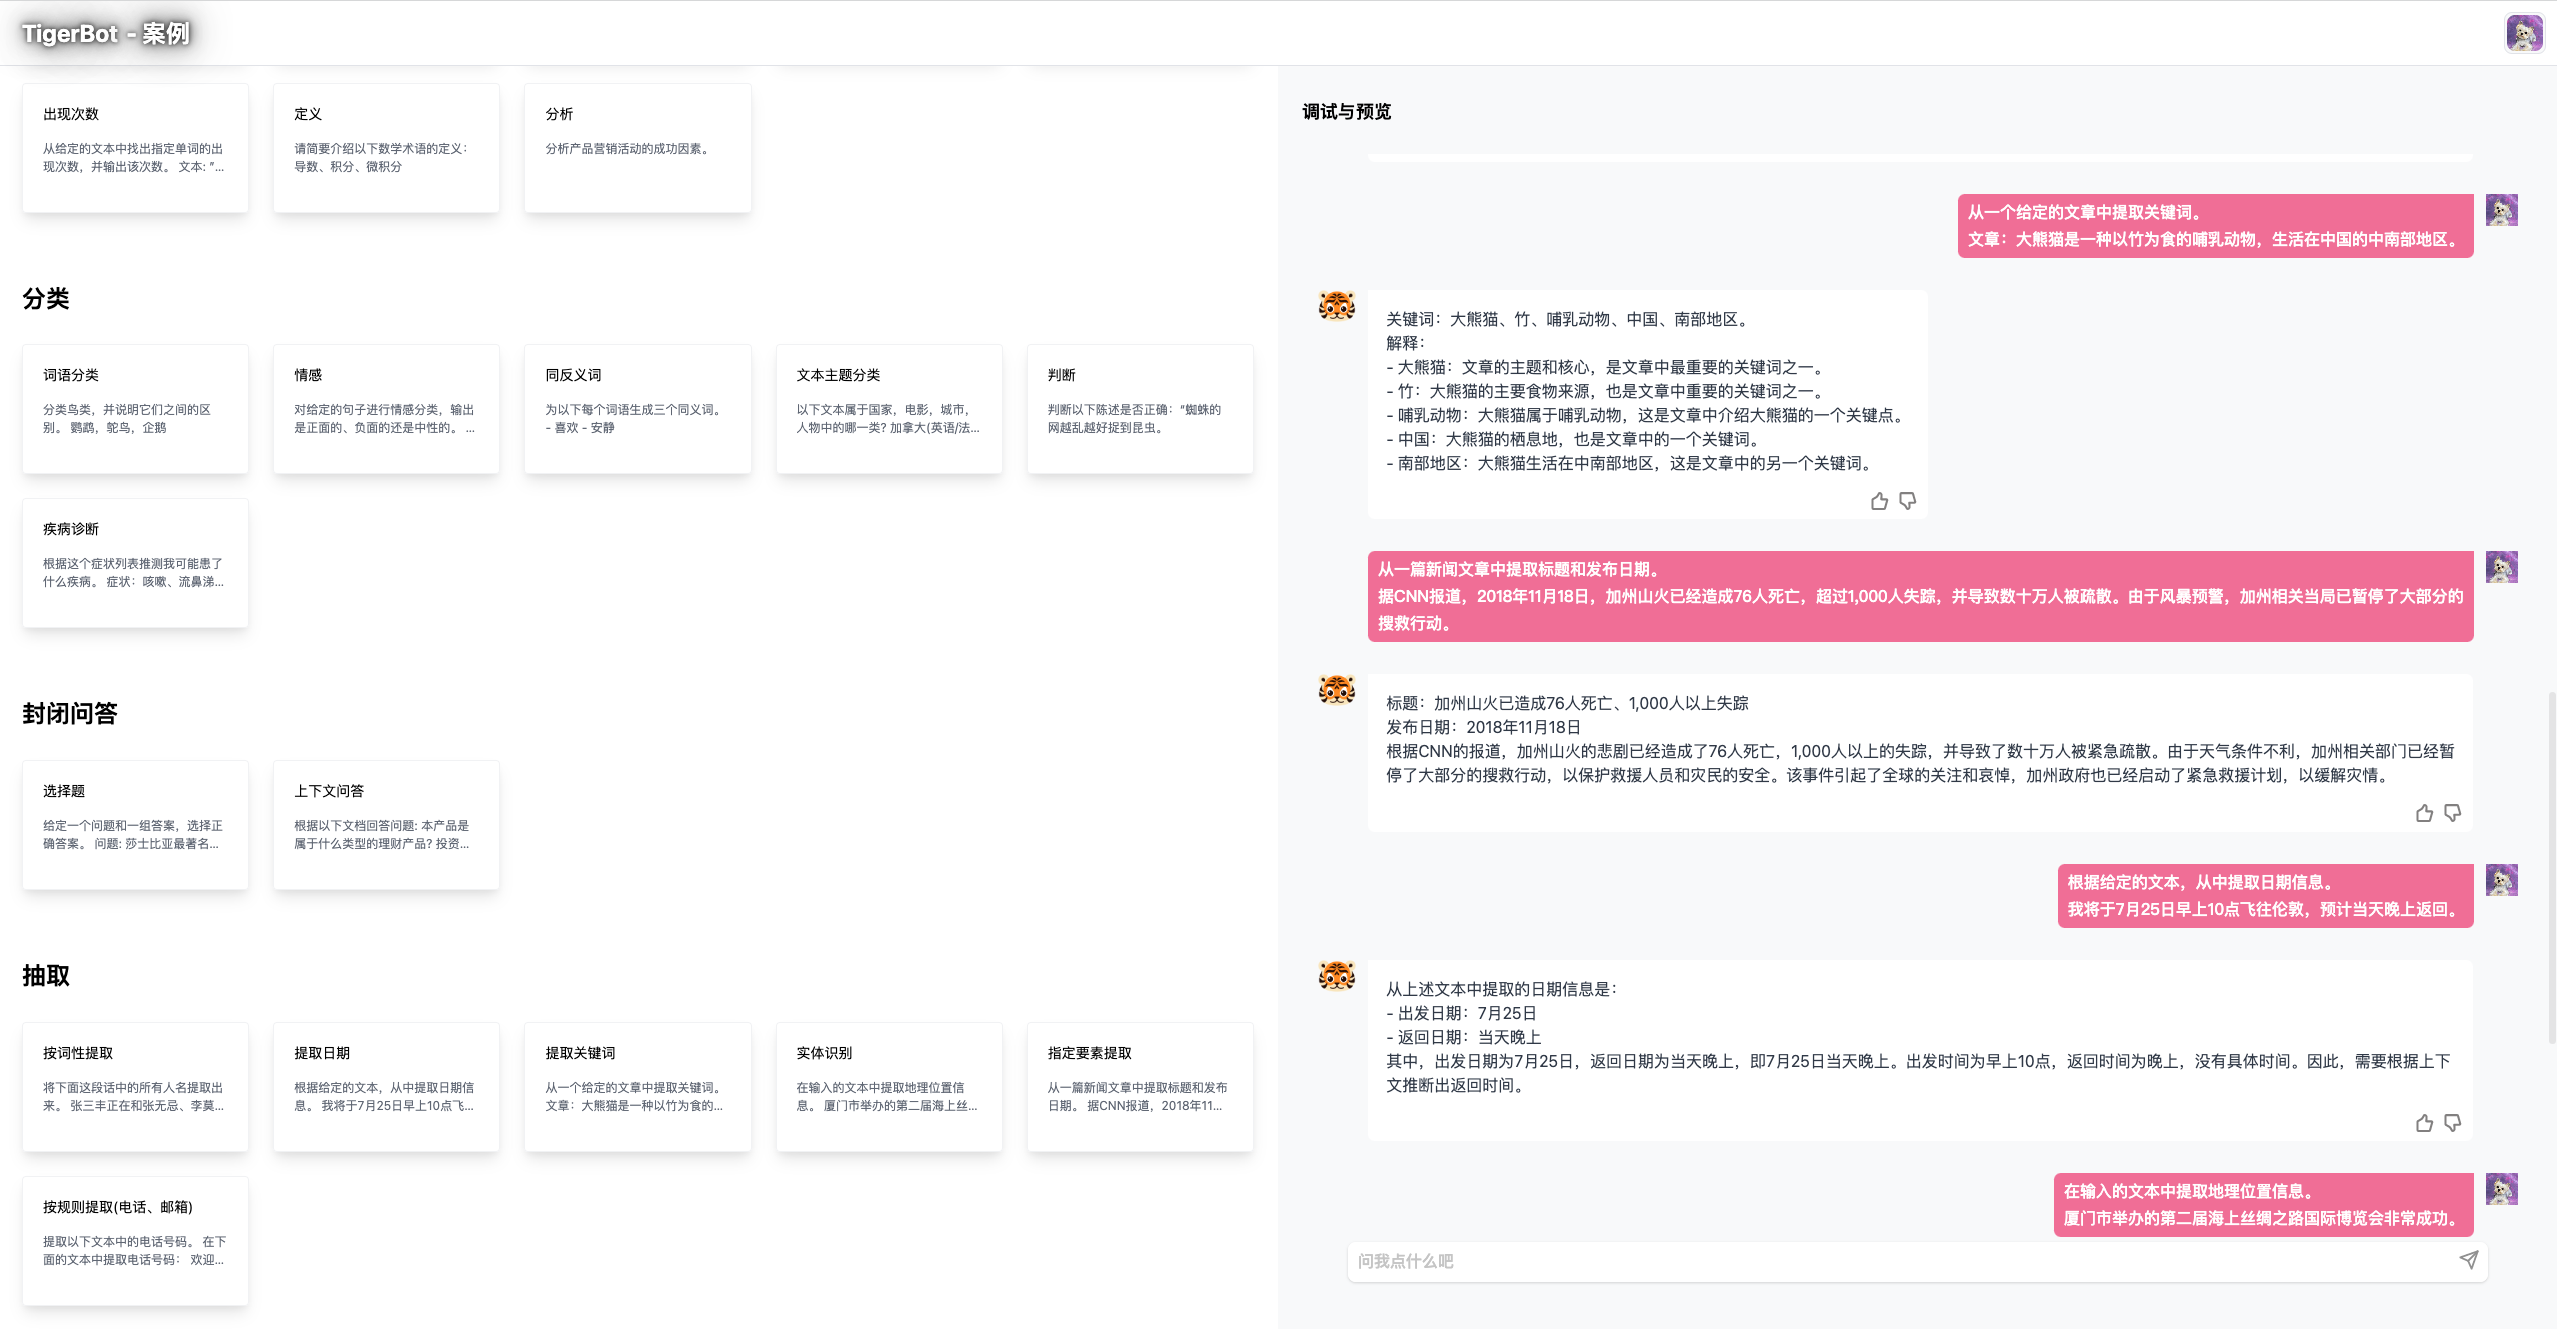 TigerBot - 案例
出现次数
从给定的文本中找出指定单词的出
现次数，并输出该次数。 文本: "...
定义
请简要介绍以下数学术语的定义：
导数、积分、微积分
分析
分析产品营销活动的成功因素。
分类
词语分类
分类鸟类，并说明它们之间的区
别。 鹦鹉，鸵鸟，企鹅
情感
对给定的句子进行情感分类，输出
是正面的、负面的还是中性的。 ...
同反义词
为以下每个词语生成三个同义词。
- 喜欢 - 安静
文本主题分类
以下文本属于国家，电影，城市，
人物中的哪一类? 加拿大(英语/法...
判断
判断以下陈述是否正确："蜘蛛的
网越乱越好捉到昆虫。
疾病诊断
根据这个症状列表推测我可能患了
什么疾病。 症状：咳嗽、流鼻涕...
封闭问答
选择题
给定一个问题和一组答案，选择正
确答案。 问题: 莎士比亚最著名...
上下文问答
根据以下文档回答问题: 本产品是
属于什么类型的理财产品? 投资...
抽取
按词性提取
将下面这段话中的所有人名提取出
来。 张三丰正在和张无忌、李莫...
提取日期
根据给定的文本，从中提取日期信
息。 我将于7月25日早上10点飞...
提取关键词
从一个给定的文章中提取关键词。
文章：大熊猫是一种以竹为食的...
实体识别
在输入的文本中提取地理位置信
息。 厦门市举办的第二届海上丝...
指定要素提取
从一篇新闻文章中提取标题和发布
日期。 据CNN报道，2018年11...
按规则提取(电话、邮箱)
提取以下文本中的电话号码。 在下
面的文本中提取电话号码： 欢迎...
调试与预览
从一个给定的文章中提取关键词。
文章：大熊猫是一种以竹为食的哺乳动物，生活在中国的中南部地区。
关键词：大熊猫、竹、哺乳动物、中国、南部地区。
解释：
- 大熊猫：文章的主题和核心，是文章中最重要的关键词之一。
- 竹：大熊猫的主要食物来源，也是文章中重要的关键词之一。
- 哺乳动物：大熊猫属于哺乳动物，这是文章中介绍大熊猫的一个关键点。
- 中国：大熊猫的栖息地，也是文章中的一个关键词。
- 南部地区：大熊猫生活在中南部地区，这是文章中的另一个关键词。
从一篇新闻文章中提取标题和发布日期。
据CNN报道，2018年11月18日，加州山火已经造成76人死亡，超过1,000人失踪，并导致数十万人被疏散。由于风暴预警，加州相关当局已暂停了大部分的
搜救行动。
标题：加州山火已造成76人死亡、1,000人以上失踪
发布日期：2018年11月18日
根据CNN的报道，加州山火的悲剧已经造成了76人死亡，1,000人以上的失踪，并导致了数十万人被紧急疏散。由于天气条件不利，加州相关部门已经暂
停了大部分的搜救行动，以保护救援人员和灾民的安全。该事件引起了全球的关注和哀悼，加州政府也已经启动了紧急救援计划，以缓解灾情。
根据给定的文本，从中提取日期信息。
我将于7月25日早上10点飞往伦敦，预计当天晚上返回。
从上述文本中提取的日期信息是：
- 出发日期：7月25日
- 返回日期：当天晚上
其中，出发日期为7月25日，返回日期为当天晚上，即7月25日当天晚上。出发时间为早上10点，返回时间为晚上，没有具体时间。因此，需要根据上下
文推断出返回时间。
在输入的文本中提取地理位置信息。
厦门市举办的第二届海上丝绸之路国际博览会非常成功。
问我点什么吧